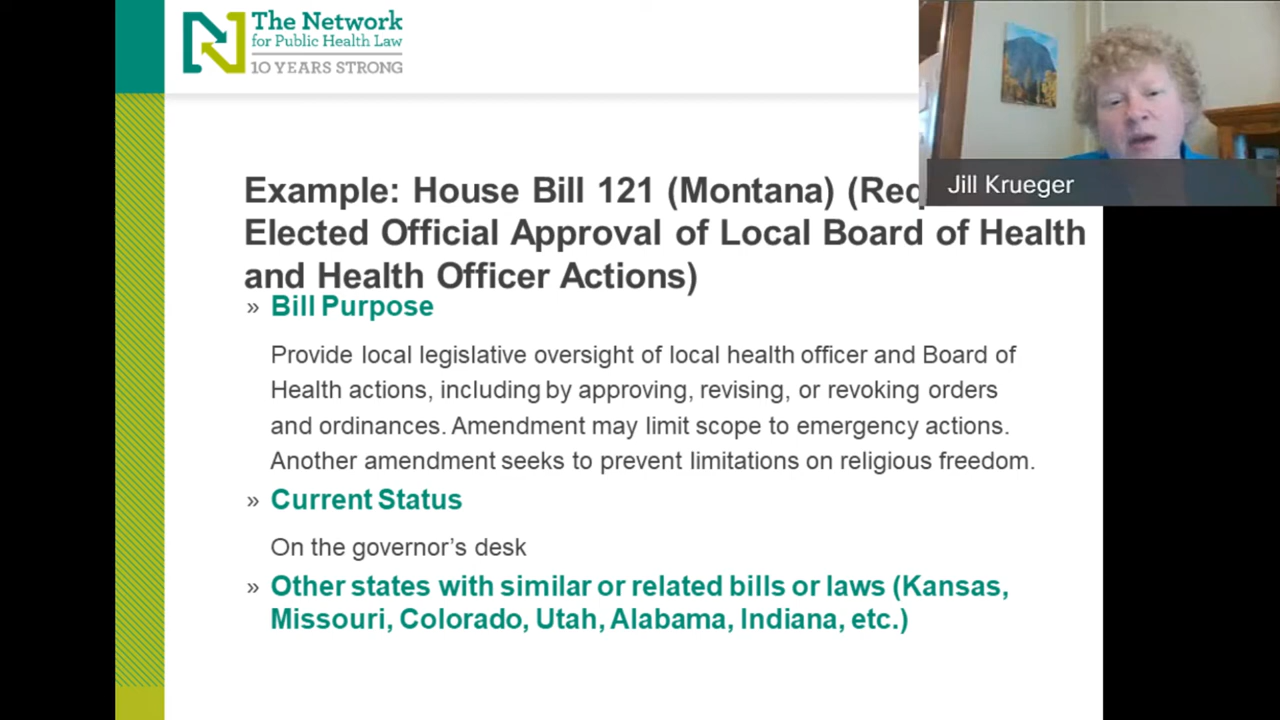 The Network
for Public Health Law
10 YEARS STRONG
Jill Krueger
Example: House Bill 121 (Montana) (Req
Elected Official Approval of Local Board of Health
and Health Officer Actions)
» Bill Purpose
Provide local legislative oversight of local health officer and Board of
Health actions, including by approving, revising, or revoking orders
and ordinances. Amendment may limit scope to emergency actions.
Another amendment seeks to prevent limitations on religious freedom.
» Current Status
On the governor's desk
» Other states with similar or related bills or laws (Kansas,
Missouri, Colorado, Utah, Alabama, Indiana, etc.)